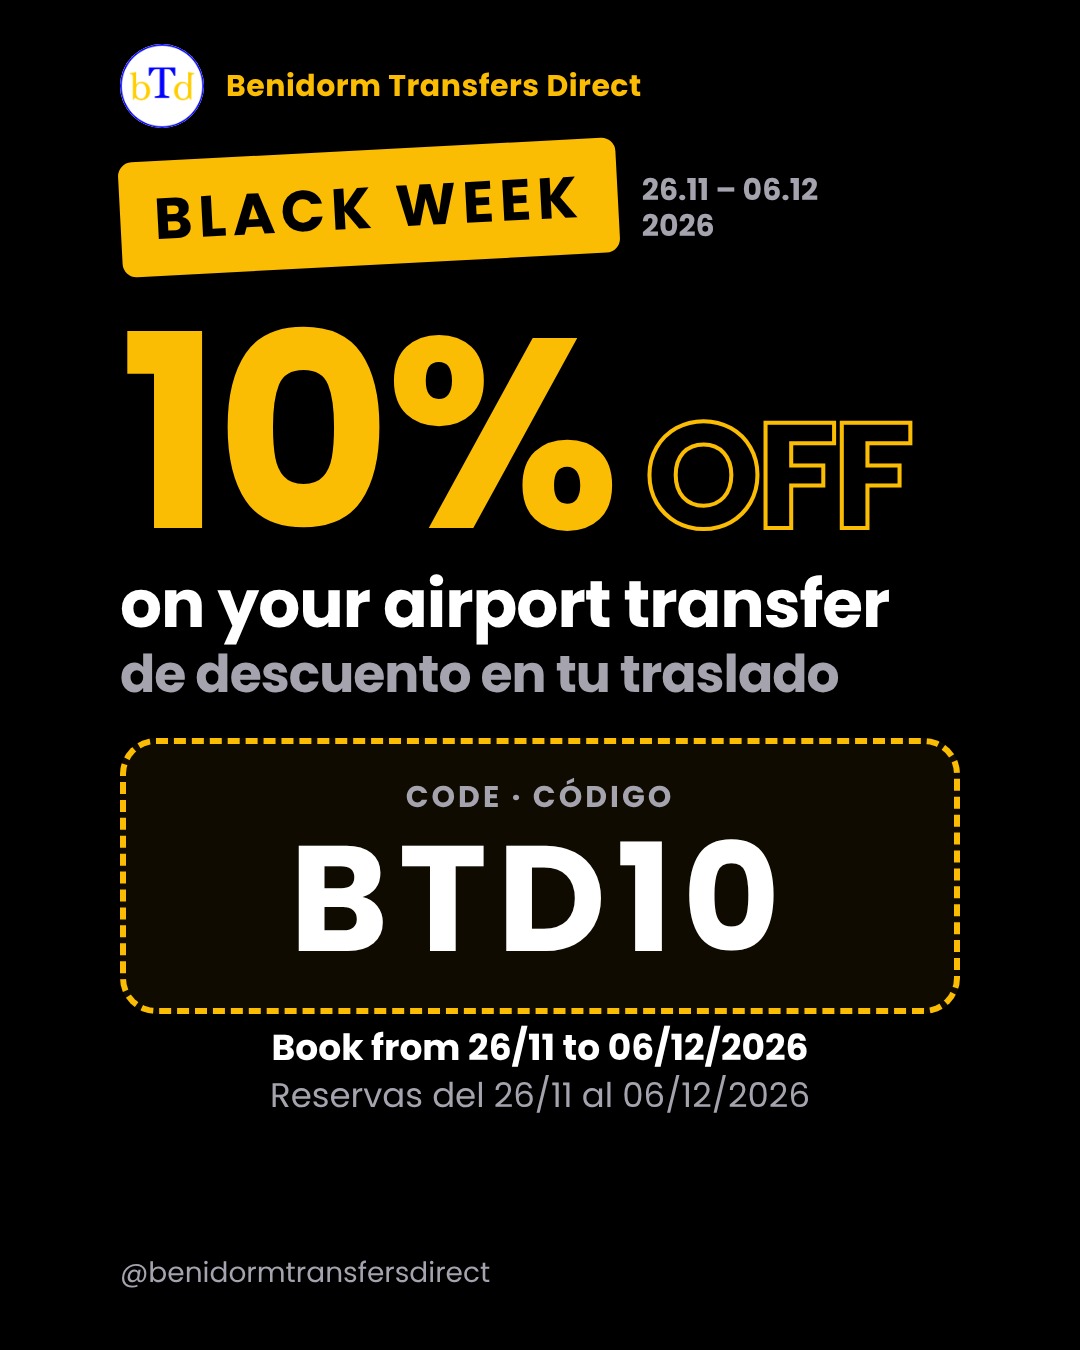 bTd
Benidorm Transfers Direct
BLACK WEEK
26.11 – 06.12
2026
10% OFF
on your airport transfer
de descuento en tu traslado
CODE · CÓDIGO
BTD10
Book from 26/11 to 06/12/2026
Reservas del 26/11 al 06/12/2026
@benidormtransfersdirect